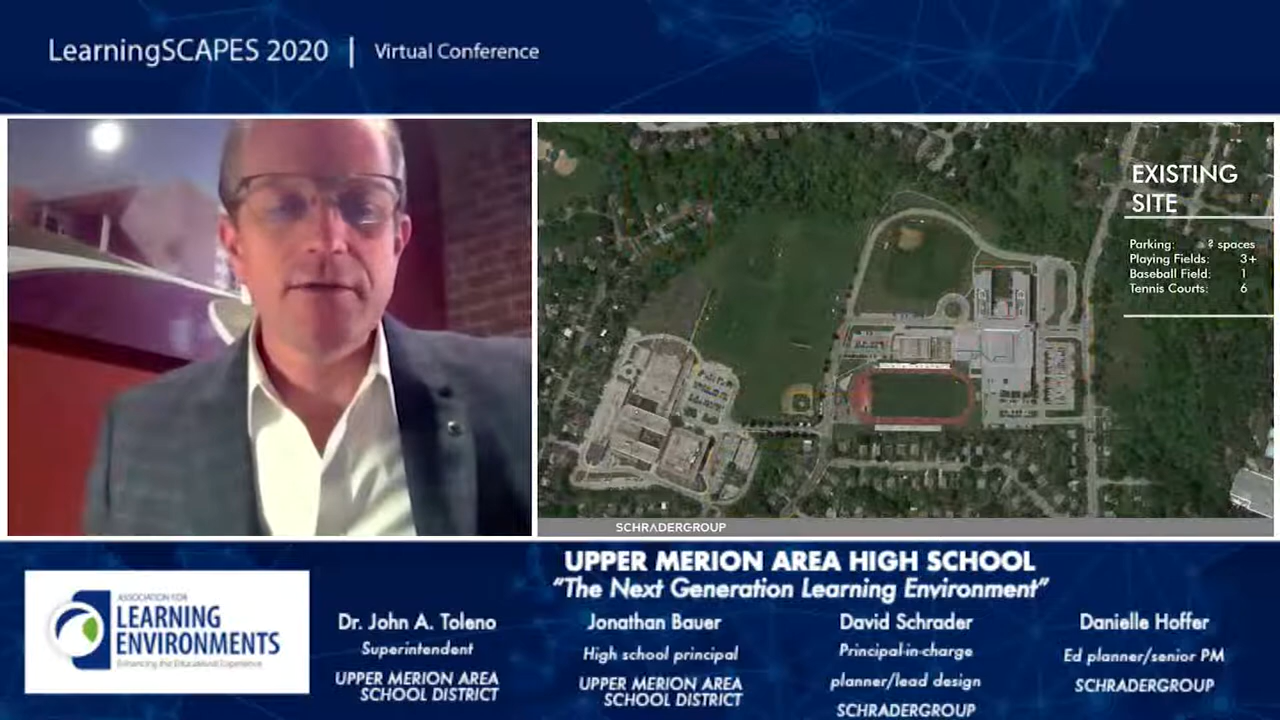 LearningSCAPES 2020 | Virtual Conference
EXISTING
SITE
Parking: ? spaces
Playing Fields: 3+
Baseball Field: 1
Tennis Courts: 6
SCHRADERGROUP
UPPER MERION AREA HIGH SCHOOL
"The Next Generation Learning Environment"
ASSOCIATION FOR
LEARNING
ENVIRONMENTS
Enhancing the Educational Experience
Dr. John A. Toleno
Superintendent
UPPER MERION AREA
SCHOOL DISTRICT
Jonathan Bauer
High school principal
UPPER MERION AREA
SCHOOL DISTRICT
David Schrader
Principal-in-charge
planner/lead design
SCHRADERGROUP
Danielle Hoffer
Ed planner/senior PM
SCHRADERGROUP